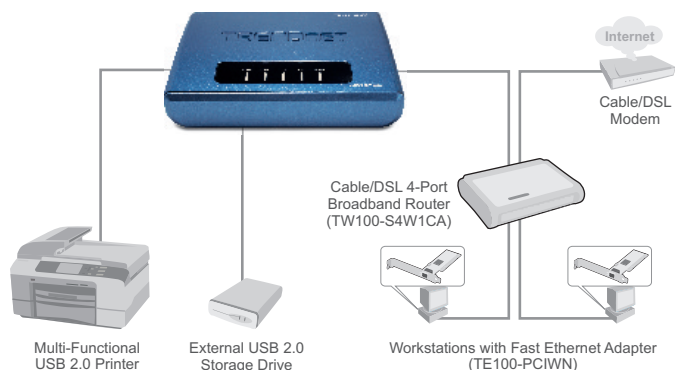 TRENDnet
Internet
Cable/DSL
Modem
Cable/DSL 4-Port
Broadband Router
(TW100-S4W1CA)
Multi-Functional
USB 2.0 Printer
External USB 2.0
Storage Drive
Workstations with Fast Ethernet Adapter
(TE100-PCIWN)